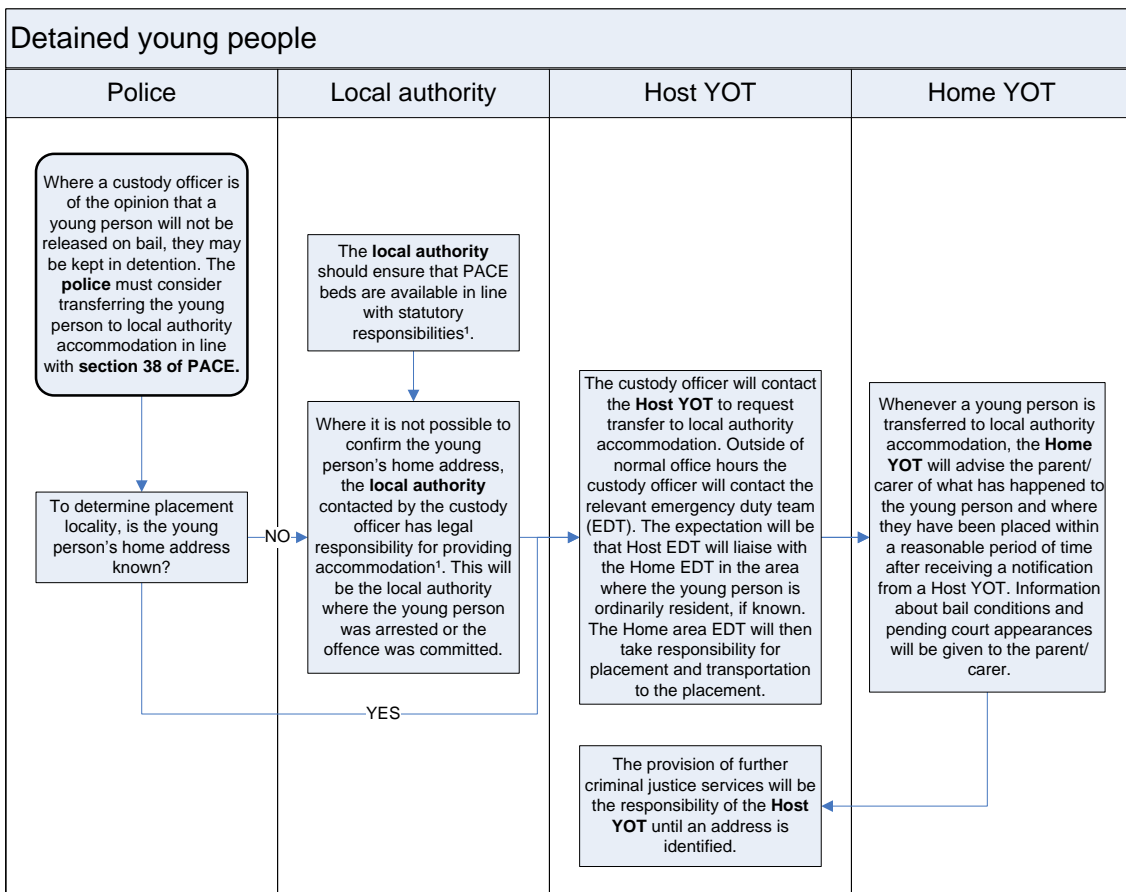 Detained young people
Police
Local authority
Host YOT
Home YOT
Where a custody officer is
of the opinion that a
young person will not be
released on bail, they may
be kept in detention. The
police must consider
transferring the young
person to local authority
accommodation in line
with section 38 of PACE.
To determine placement
locality, is the young
person’s home address
known?
NO
YES
The local authority
should ensure that PACE
beds are available in line
with statutory
responsibilities¹.
Where it is not possible to
confirm the young
person’s home address,
the local authority
contacted by the custody
officer has legal
responsibility for providing
accommodation¹. This will
be the local authority
where the young person
was arrested or the
offence was committed.
The custody officer will contact
the Host YOT to request
transfer to local authority
accommodation. Outside of
normal office hours the
custody officer will contact the
relevant emergency duty team
(EDT). The expectation will be
that Host EDT will liaise with
the Home EDT in the area
where the young person is
ordinarily resident, if known.
The Home area EDT will then
take responsibility for
placement and transportation
to the placement.
Whenever a young person is
transferred to local authority
accommodation, the Home
YOT will advise the parent/
carer of what has happened to
the young person and where
they have been placed within
a reasonable period of time
after receiving a notification
from a Host YOT. Information
about bail conditions and
pending court appearances
will be given to the parent/
carer.
The provision of further
criminal justice services will be
the responsibility of the Host
YOT until an address is
identified.